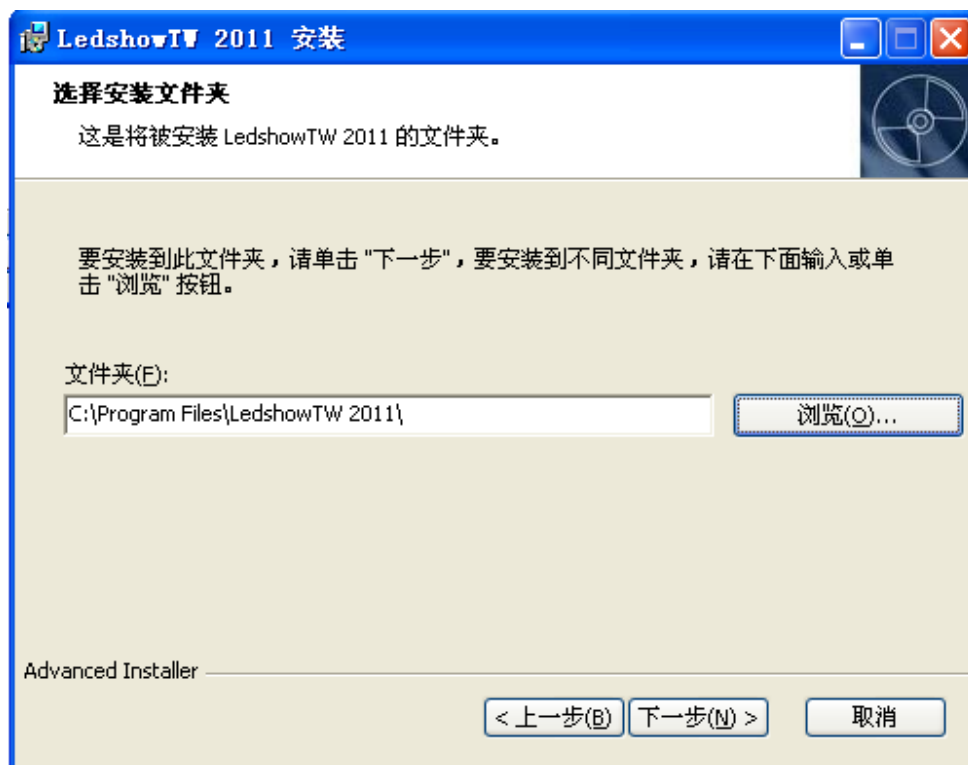 LedshowTW 2011 安装
选择安装文件夹
这是将被安装 LedshowTW 2011 的文件夹。
要安装到此文件夹，请单击 "下一步"，要安装到不同文件夹，请在下面输入或单
击 "浏览" 按钮。
文件夹(F):
C:\Program Files\LedshowTW 2011\
浏览(O)...
Advanced Installer
< 上一步(B)
下一步(N) >
取消